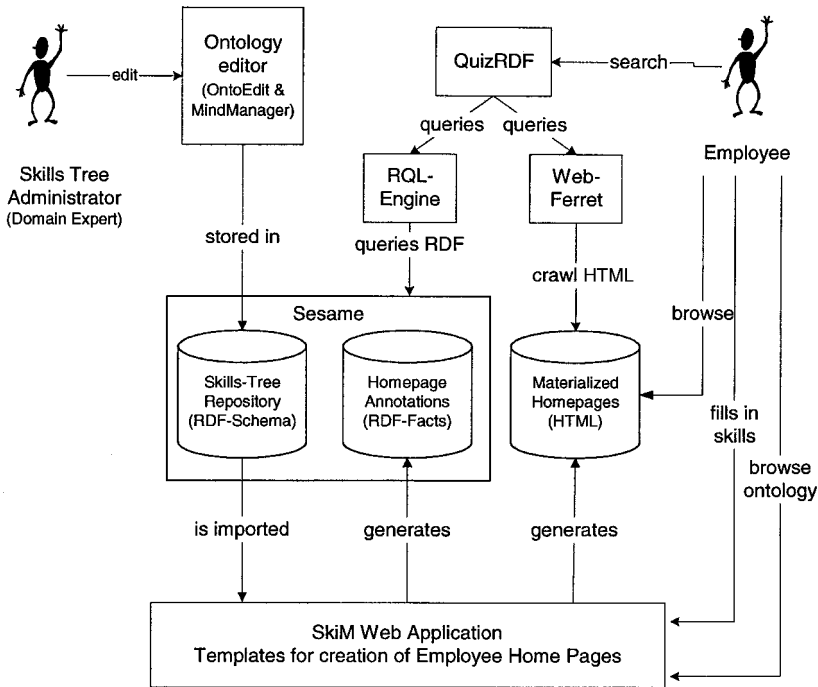 Ontology
editor
(OntoEdit &
MindManager)
edit
Skills Tree
Administrator
(Domain Expert)
QuizRDF
search
Employee
queries
queries
RQL-
Engine
Web-
Ferret
stored in
queries RDF
crawl HTML
Sesame
browse
Skills-Tree
Repository
(RDF-Schema)
Homepage
Annotations
(RDF-Facts)
Materialized
Homepages
(HTML)
fills in
skills
browse
ontology
is imported
generates
generates
SkiM Web Application
Templates for creation of Employee Home Pages